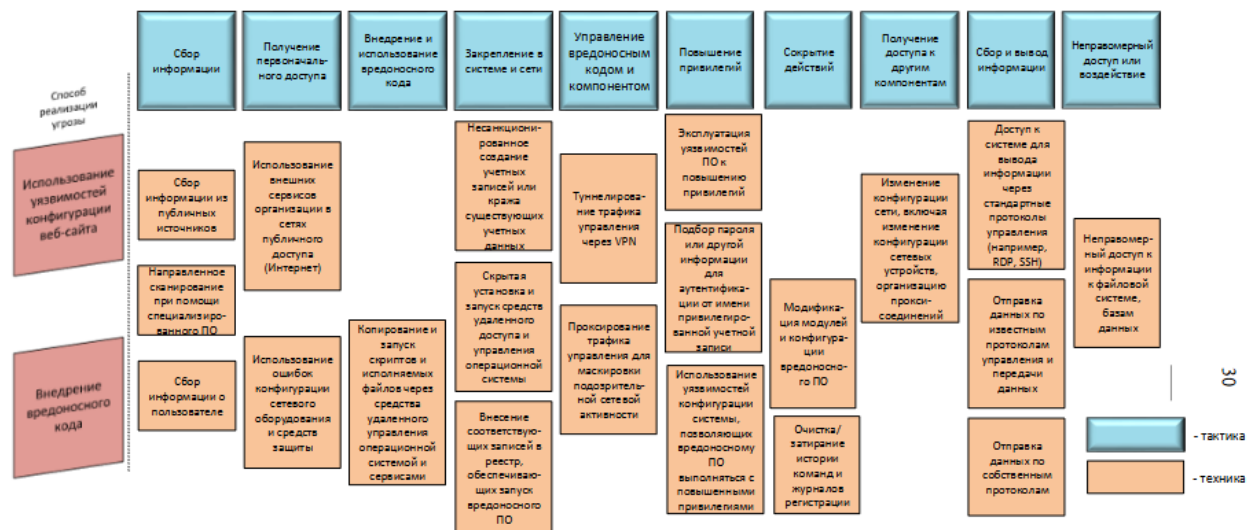 Сбор
информации
Получение
первоначаль-
ного доступа
Внедрение и
использование
вредоносного
кода
Закрепление в
системе и сети
Управление
вредоносным
кодом и
компонентом
Повышение
привилегий
Сокрытие
действий
Получение
доступа к
другим
компонентам
Сбор и вывод
информации
Неправомерный
доступ или
воздействие
Способ
реализации
угрозы
Использование
уязвимостей
конфигурации
веб-сайта
Внедрение
вредоносного
кода
Сбор
информации из
публичных
источников
Направленное
сканирование при
помощи
специализирован-
ного ПО
Сбор
информации о
пользователе
Использование
внешних
сервисов
организации в
сетях
публичного
доступа
(Интернет)
Использование
ошибок
конфигурации
сетевого
оборудования
и средств
защиты
Копирование и
запуск
скриптов и
исполняемых
файлов через
средства
удаленного
управления
операционной
системой и
сервисами
Несанкциони-
рованное
создание
учетных
записей или
кража
существующих
учетных
данных
Скрытая
установка и
запуск средств
удаленного
доступа и
управления
операционной
системы
Внесение
соответствую-
щих записей в
реестр,
обеспечиваю-
щих запуск
вредоносного
ПО
Туннелирова-
ние трафика
управления
через VPN
Проксирование
трафика
управления для
маскировки
подозритель-
ной сетевой
активности
Эксплуатация
уязвимостей
ПО к
повышению
привилегий
Подбор пароля
или другой
информации
для
аутентифика-
ции от имени
привилегиро-
ванной учетной
записи
Использование
уязвимостей
конфигурации
системы,
позволяющих
вредоносному
ПО
выполняться с
повышенными
привилегиями
Модифика-
ция модулей
и конфигура-
ции
вредоносно-
го ПО
Очистка/
затирание
истории
команд и
журналов
регистрации
Изменение
конфигурации
сети, включая
изменение
конфигурации
сетевых
устройств,
организацию
прокси-
соединений
Доступ к
системе для
вывода
информации
через
стандартные
протоколы
управления
(например,
RDP, SSH)
Отправка
данных по
известным
протоколам
управления и
передачи
данных
Отправка
данных по
собственным
протоколам
Неправомер-
ный доступ к
информации
к файловой
системе,
базам
данных
30
- тактика
- техника